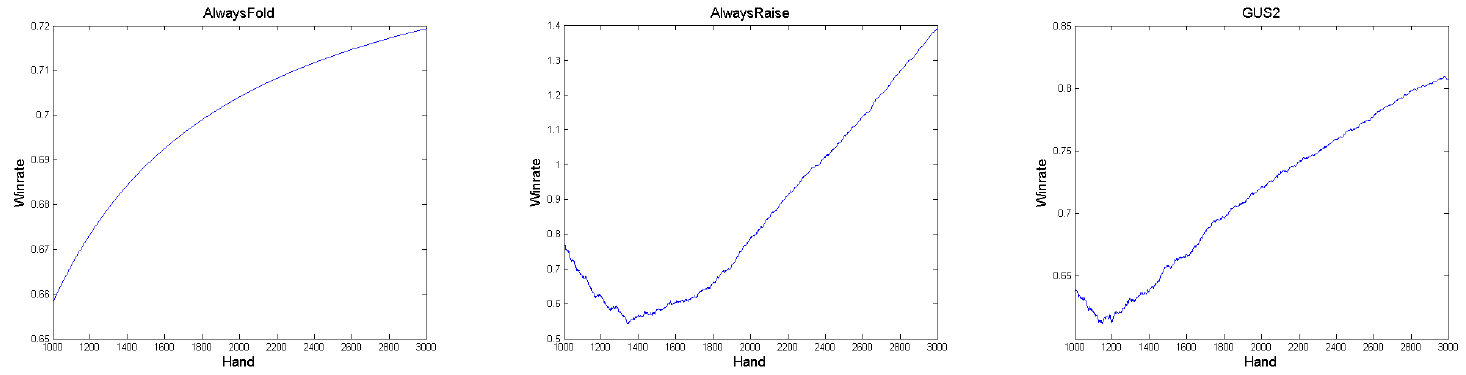 AlwaysFold
0.72
0.71
0.7
0.69
0.68
0.67
0.66
0.65
Winrate
1000 1200 1400 1600 1800 2000 2200 2400 2600 2800 3000
Hand
AlwaysRaise
1.4
1.3
1.2
1.1
1
0.9
0.8
0.7
0.6
0.5
Winrate
1000 1200 1400 1600 1800 2000 2200 2400 2600 2800 3000
Hand
GUS2
0.85
0.8
0.75
0.7
0.65
Winrate
1000 1200 1400 1600 1800 2000 2200 2400 2600 2800 3000
Hand